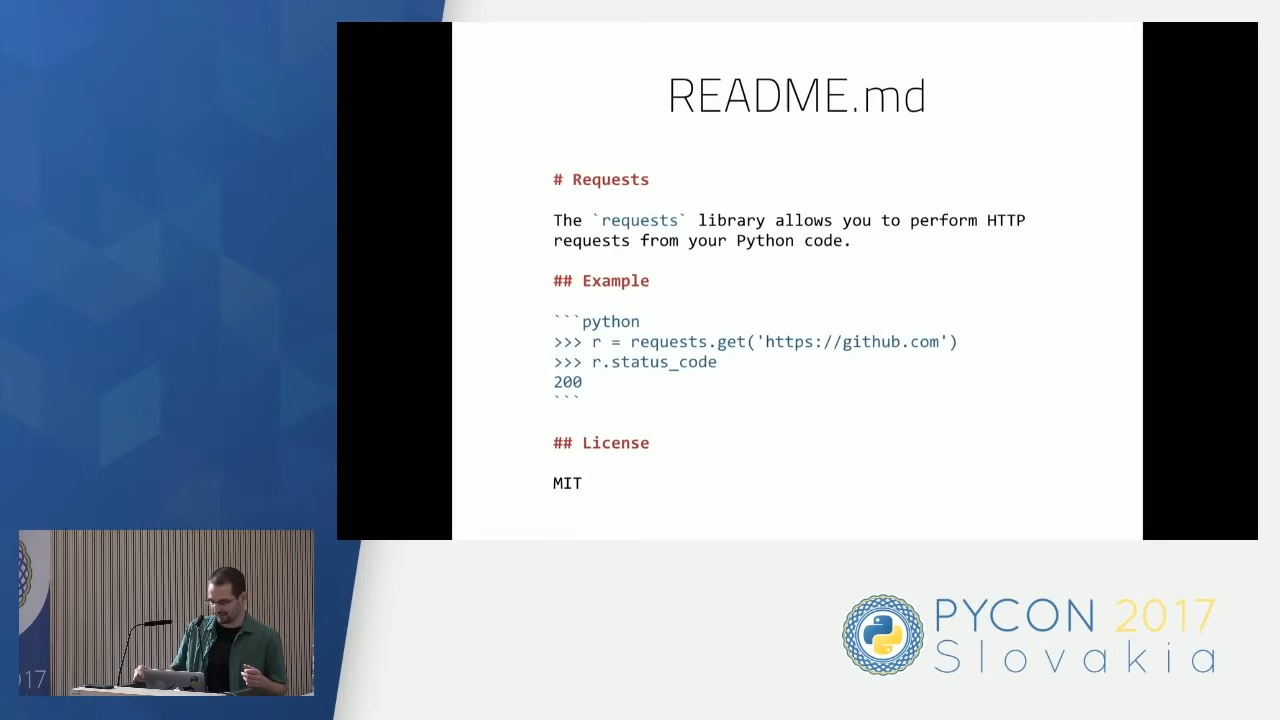 README.md
# Requests
The `requests` library allows you to perform HTTP
requests from your Python code.
## Example
```python
>>> r = requests.get('https://github.com')
>>> r.status_code
200
```
## License
MIT
PYCON 2017
Slovakia
017